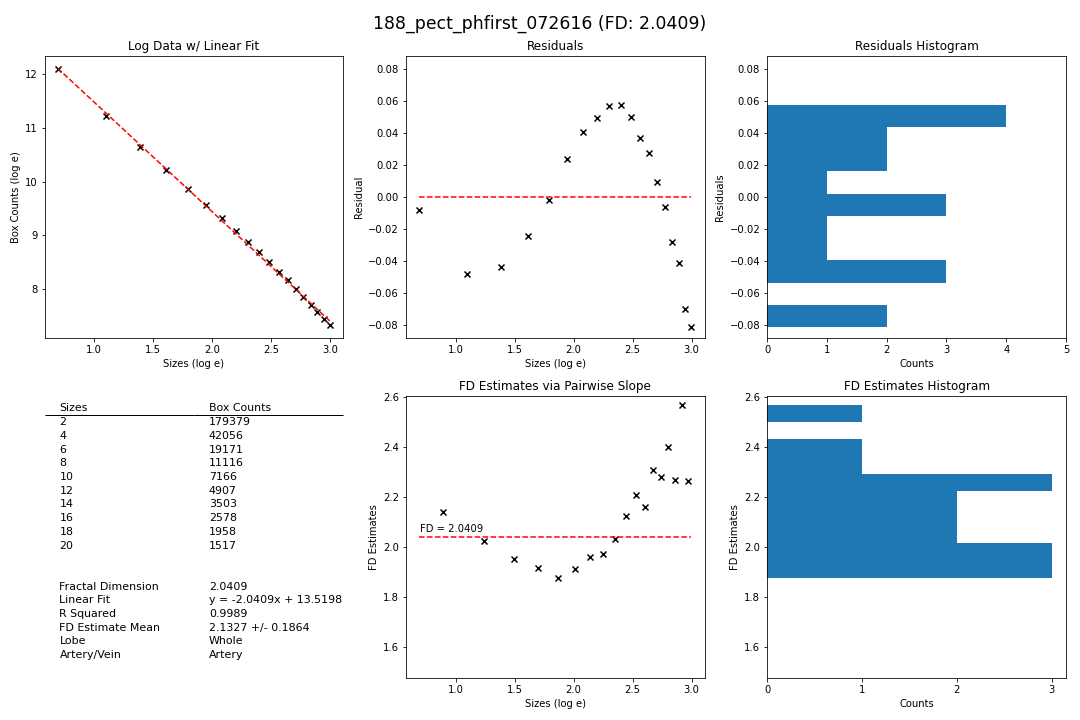 188_pect_phfirst_072616 (FD: 2.0409)
Log Data w/ Linear Fit
Box Counts (log e)
12
11
10
9
8
1.0 1.5 2.0 2.5 3.0
Sizes (log e)
Residuals
Residual
0.08
0.06
0.04
0.02
0.00
−0.02
−0.04
−0.06
−0.08
1.0 1.5 2.0 2.5 3.0
Sizes (log e)
Residuals Histogram
Residuals
0.08
0.06
0.04
0.02
0.00
−0.02
−0.04
−0.06
−0.08
0 1 2 3 4 5
Counts
Sizes Box Counts
2 179379
4 42056
6 19171
8 11116
10 7166
12 4907
14 3503
16 2578
18 1958
20 1517
Fractal Dimension 2.0409
Linear Fit y = -2.0409x + 13.5198
R Squared 0.9989
FD Estimate Mean 2.1327 +/- 0.1864
Lobe Whole
Artery/Vein Artery
FD Estimates via Pairwise Slope
FD Estimates
2.6
2.4
2.2
2.0
1.8
1.6
FD = 2.0409
1.0 1.5 2.0 2.5 3.0
Sizes (log e)
FD Estimates Histogram
FD Estimates
2.6
2.4
2.2
2.0
1.8
1.6
0 1 2 3
Counts